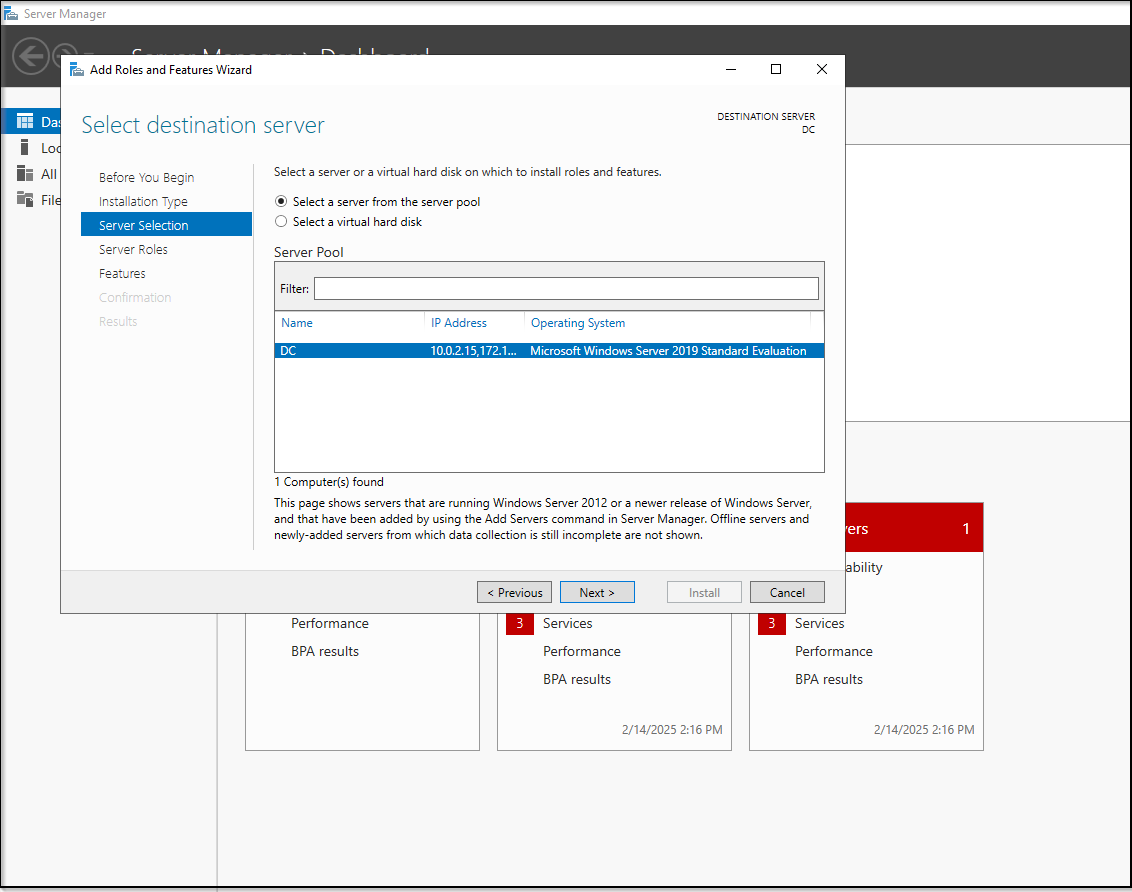 Server Manager
Add Roles and Features Wizard
Select destination server
DESTINATION SERVER
DC
Before You Begin
Installation Type
Server Selection
Server Roles
Features
Confirmation
Results
Select a server or a virtual hard disk on which to install roles and features.
Select a server from the server pool
Select a virtual hard disk
Server Pool
Filter:
Name IP Address Operating System
DC 10.0.2.15,172.1... Microsoft Windows Server 2019 Standard Evaluation
1 Computer(s) found
This page shows servers that are running Windows Server 2012 or a newer release of Windows Server,
and that have been added by using the Add Servers command in Server Manager. Offline servers and
newly-added servers from which data collection is still incomplete are not shown.
< Previous Next > Install Cancel
Das
Loc
All
File
vers 1
ability
Performance
BPA results
3 Services
Performance
BPA results
2/14/2025 2:16 PM
3 Services
Performance
BPA results
2/14/2025 2:16 PM